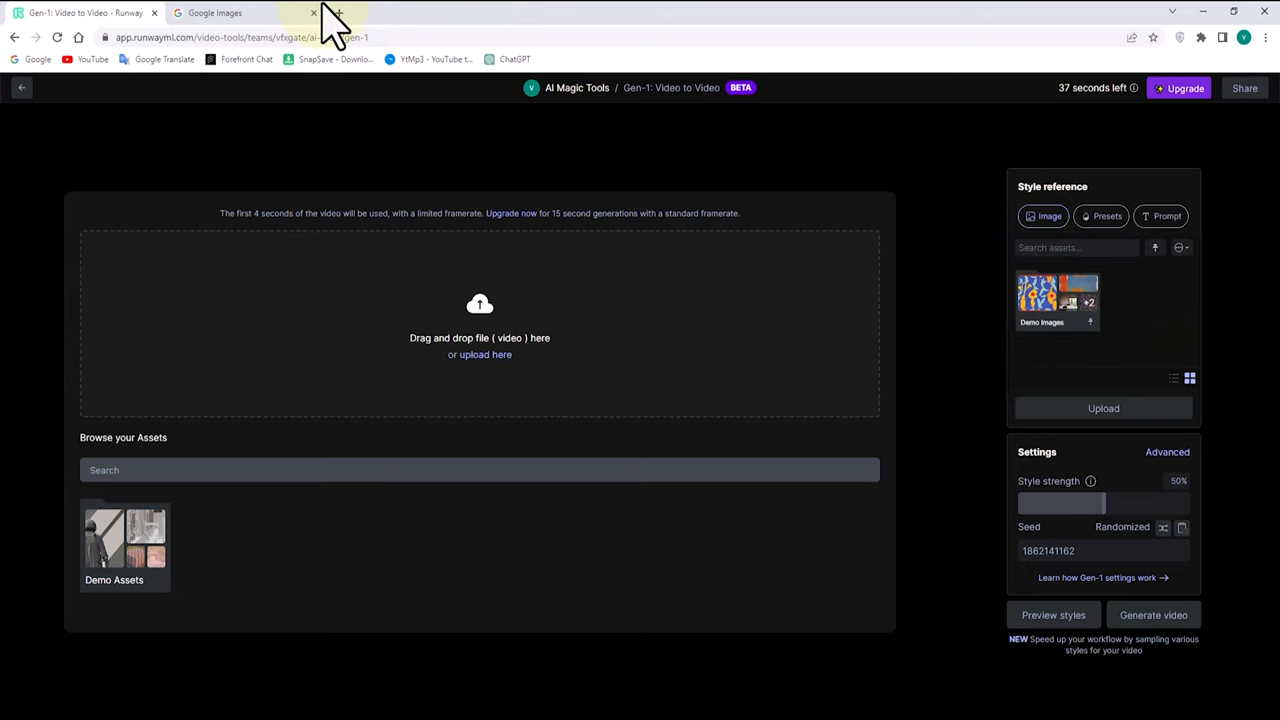 Gen-1: Video to Video - Runway
Google Images
app.runwayml.com/video-tools/teams/vfxgate/ai-
gen-1
Google
YouTube
Google Translate
Forefront Chat
SnapSave - Downlo...
YtMp3 - YouTube t...
ChatGPT
V
V AI Magic Tools / Gen-1: Video to Video BETA
37 seconds left
Upgrade
Share
The first 4 seconds of the video will be used, with a limited framerate. Upgrade now for 15 second generations with a standard framerate.
Drag and drop file ( video ) here
or upload here
Browse your Assets
Search
Demo Assets
Style reference
Image
Presets
T Prompt
Search assets...
+2
Demo Images
Upload
Settings
Advanced
Style strength
50%
Seed
Randomized
1862141162
Learn how Gen-1 settings work →
Preview styles
Generate video
NEW Speed up your workflow by sampling various
styles for your video